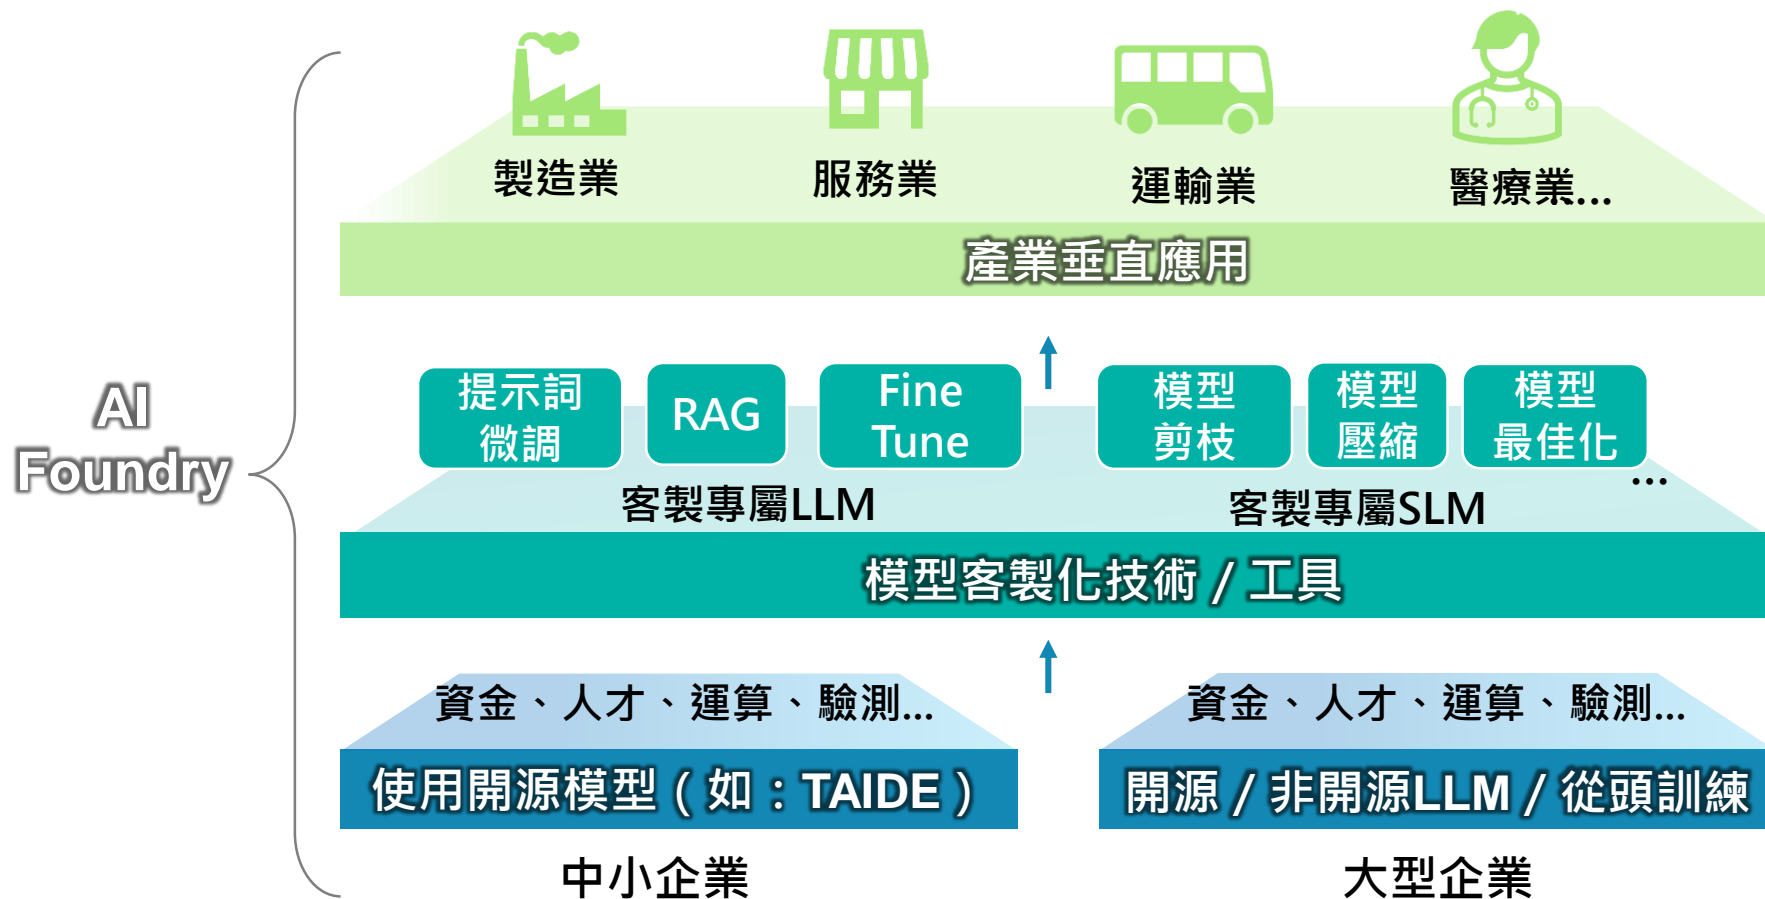 製造業
服務業
運輸業
醫療業...
產業垂直應用
AI
Foundry
提示詞
微調
RAG
Fine
Tune
模型
剪枝
模型
壓縮
模型
最佳化
...
客製專屬LLM
客製專屬SLM
模型客製化技術 / 工具
資金、人才、運算、驗測...
資金、人才、運算、驗測...
使用開源模型（如：TAIDE）
開源 / 非開源LLM / 從頭訓練
中小企業
大型企業